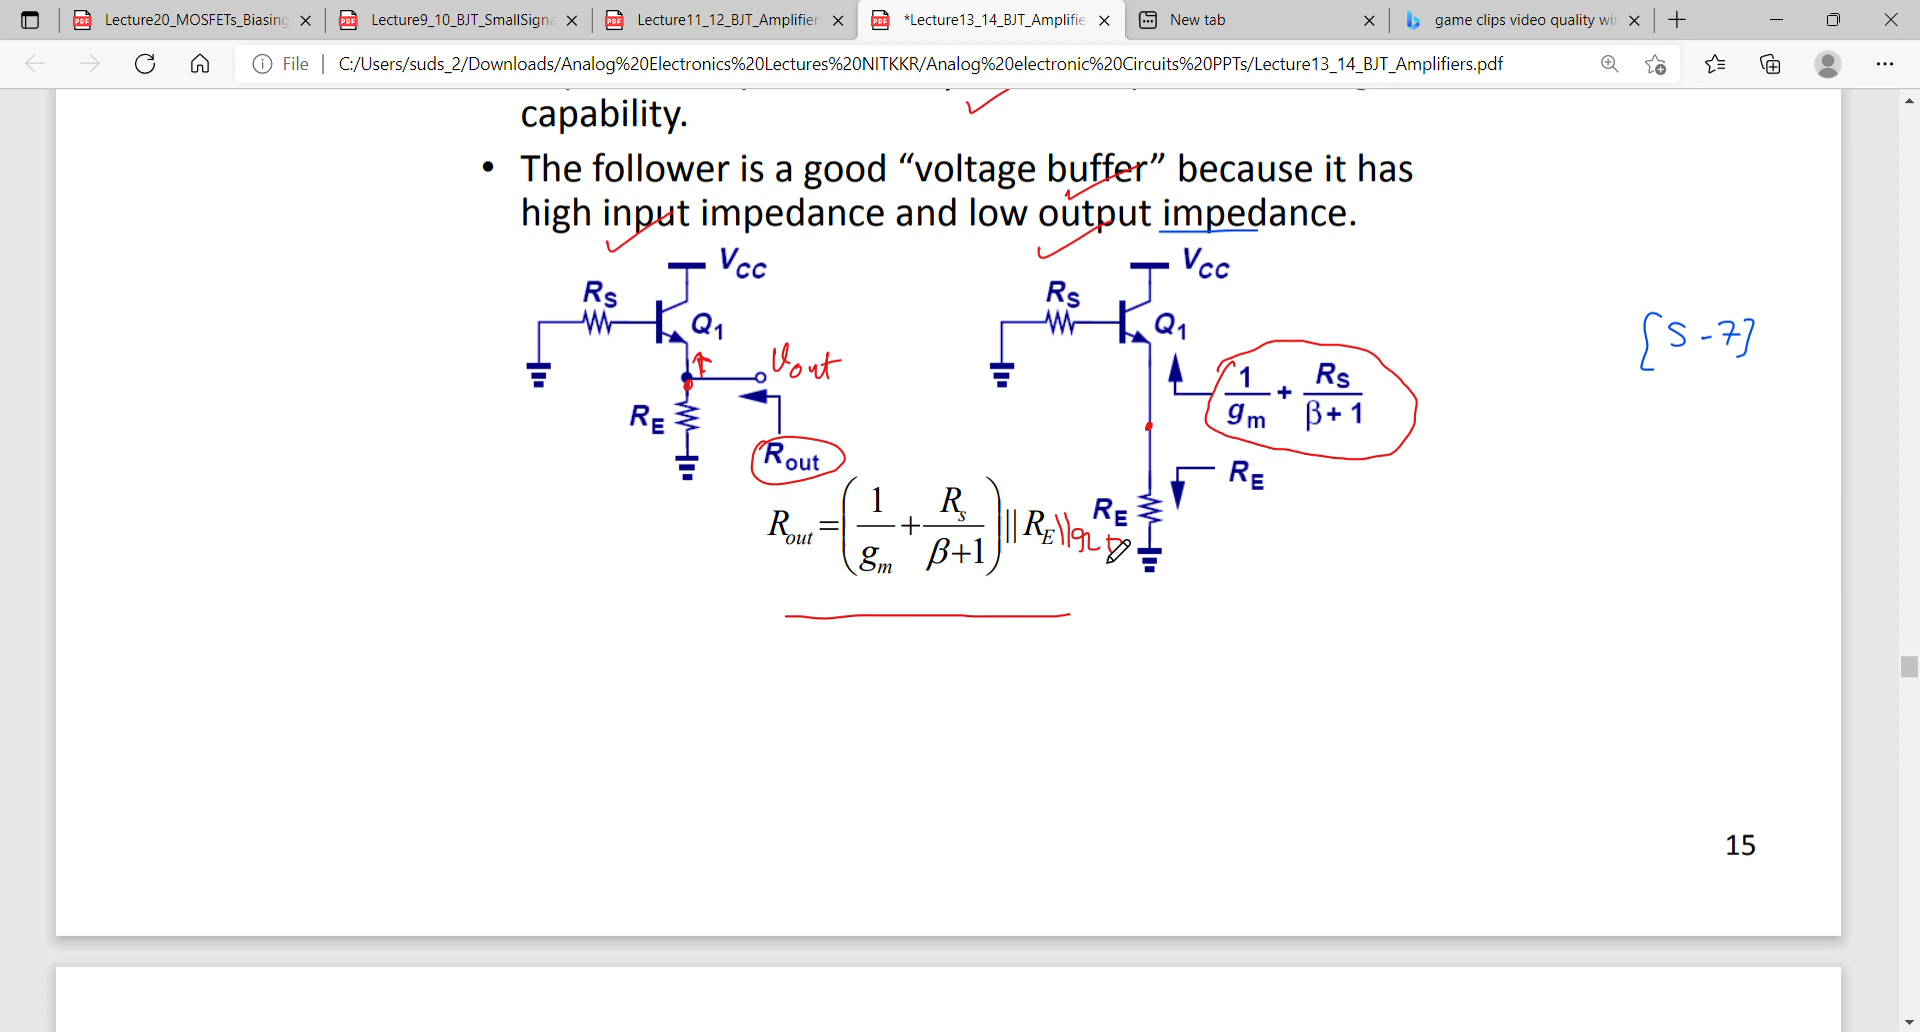 Lecture20_MOSFETs_Biasing
Lecture9_10_BJT_SmallSigna
Lecture11_12_BJT_Amplifier
*Lecture13_14_BJT_Amplifie
New tab
game clips video quality wi
File
C:/Users/suds_2/Downloads/Analog%20Electronics%20Lectures%20NITKKR/Analog%20electronic%20Circuits%20PPTs/Lecture13_14_BJT_Amplifiers.pdf
capability.
• The follower is a good “voltage buffer” because it has
high input impedance and low output impedance.
VCC
RS
Q1
Vout
RE
Rout
VCC
RS
Q1
1/gm + RS/β+1
RE
RE
[5-7]
Rout = (1/gm + Rs/β+1) || RE || r
15